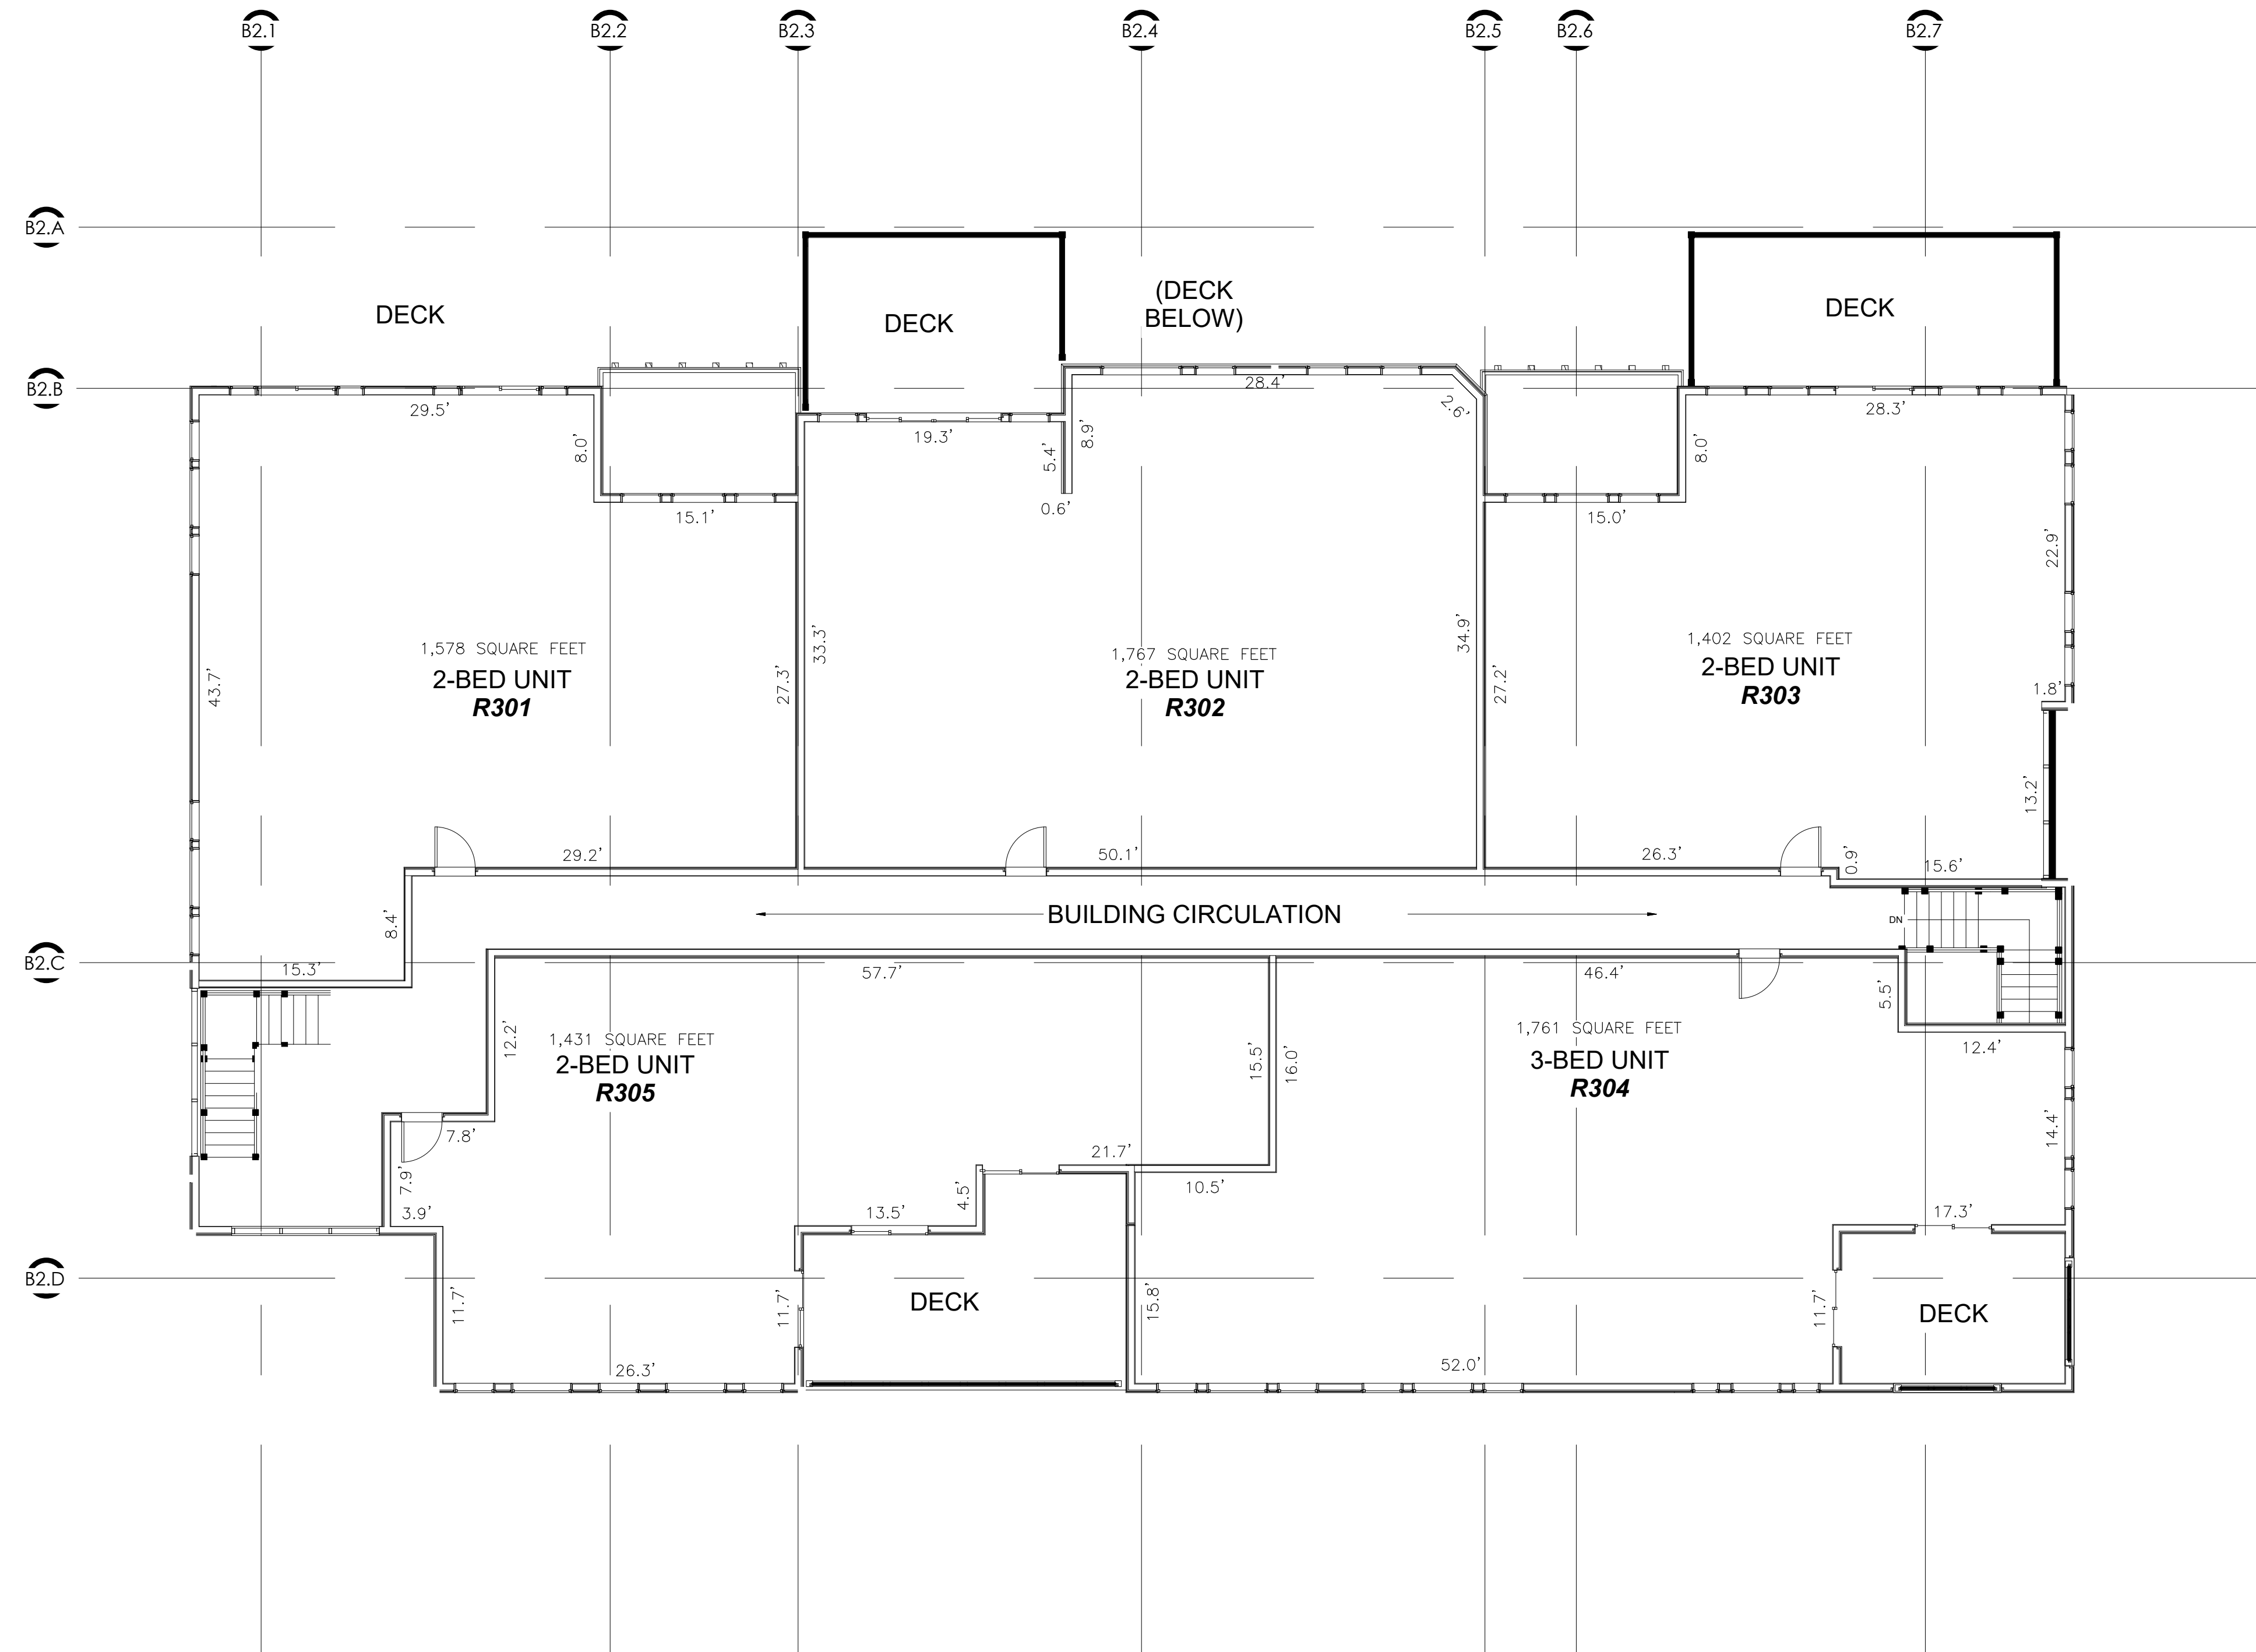 B2.1
B2.2
B2.3
B2.4
B2.5
B2.6
B2.7
B2.A
DECK
DECK
(DECK
BELOW)
DECK
B2.B
29.5'
8.0'
15.1'
19.3'
5.4'
8.9'
0.6'
28.4'
2.6'
8.0'
15.0'
28.3'
22.9'
1.8'
13.2'
43.7'
1,578 SQUARE FEET
2-BED UNIT
R301
27.3'
33.3'
1,767 SQUARE FEET
2-BED UNIT
R302
34.9'
27.2'
1,402 SQUARE FEET
2-BED UNIT
R303
29.2'
50.1'
26.3'
0.9'
15.6'
8.4'
15.3'
BUILDING CIRCULATION
DN
B2.C
57.7'
46.4'
5.5'
12.4'
12.2'
1,431 SQUARE FEET
2-BED UNIT
R305
15.5'
16.0'
1,761 SQUARE FEET
3-BED UNIT
R304
14.4'
7.8'
7.9'
3.9'
21.7'
10.5'
4.5'
13.5'
17.3'
B2.D
11.7'
11.7'
DECK
15.8'
11.7'
DECK
26.3'
52.0'